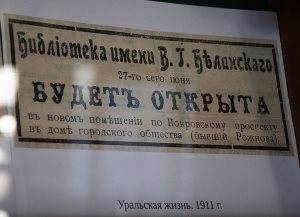 Библіотека имени В. Г. Бѣлинскаго
27-го сего іюня
БУДЕТЪ ОТКРЫТА
въ новомъ помѣщеніи по Покровскому проспекту
въ домѣ городского общества (бывшій Рожнова).
Уральская жизнь. 1911 г.